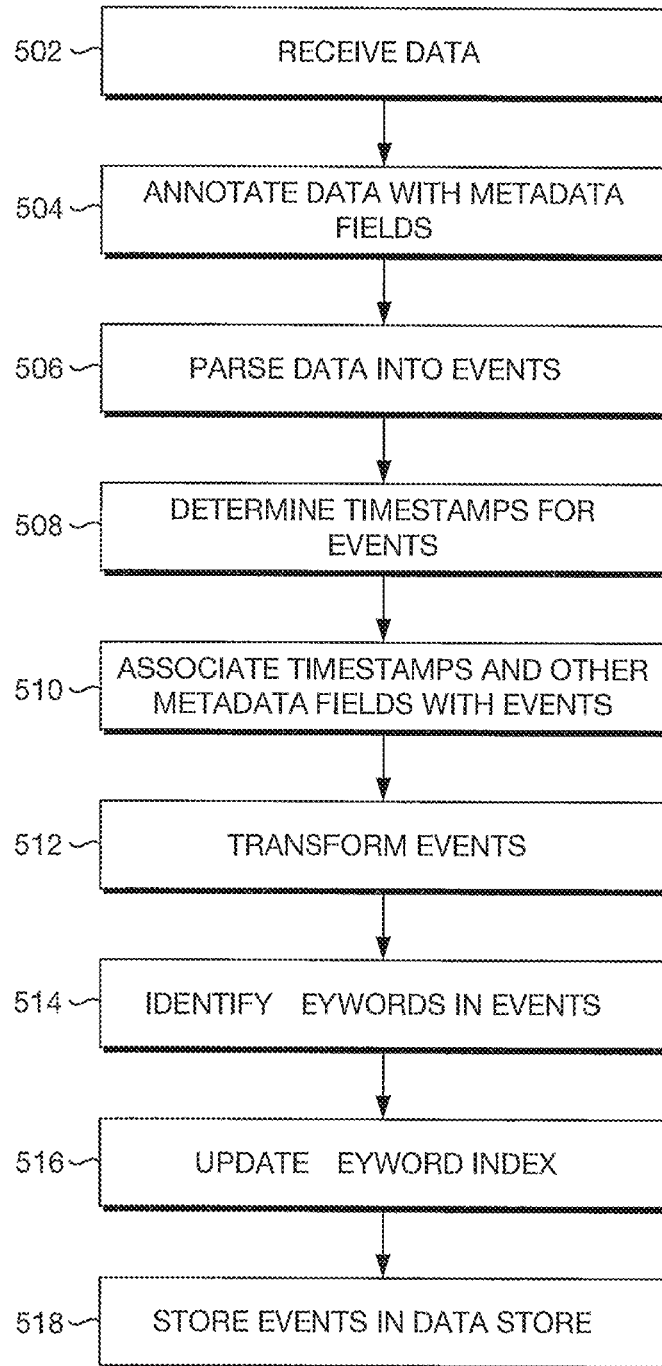 502
RECEIVE DATA
504
ANNOTATE DATA WITH METADATA
FIELDS
506
PARSE DATA INTO EVENTS
508
DETERMINE TIMESTAMPS FOR
EVENTS
510
ASSOCIATE TIMESTAMPS AND OTHER
METADATA FIELDS WITH EVENTS
512
TRANSFORM EVENTS
514
IDENTIFY EYWORDS IN EVENTS
516
UPDATE EYWORD INDEX
518
STORE EVENTS IN DATA STORE